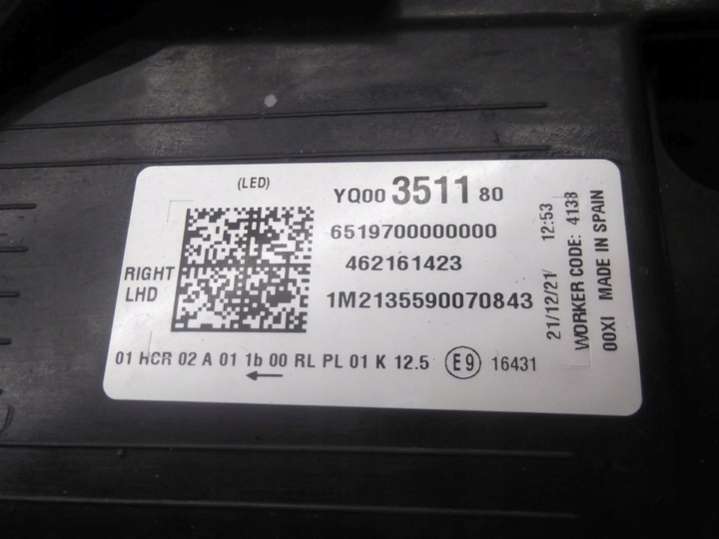 (LED)
YQ00 3511 80
6519700000000
462161423
1M2135590070843
RIGHT
LHD
01 HCR 02 A 01 1b 00 RL PL 01 K 12.5 E9 16431
21/12/21 12:53
WORKER CODE: 4138
00XI MADE IN SPAIN